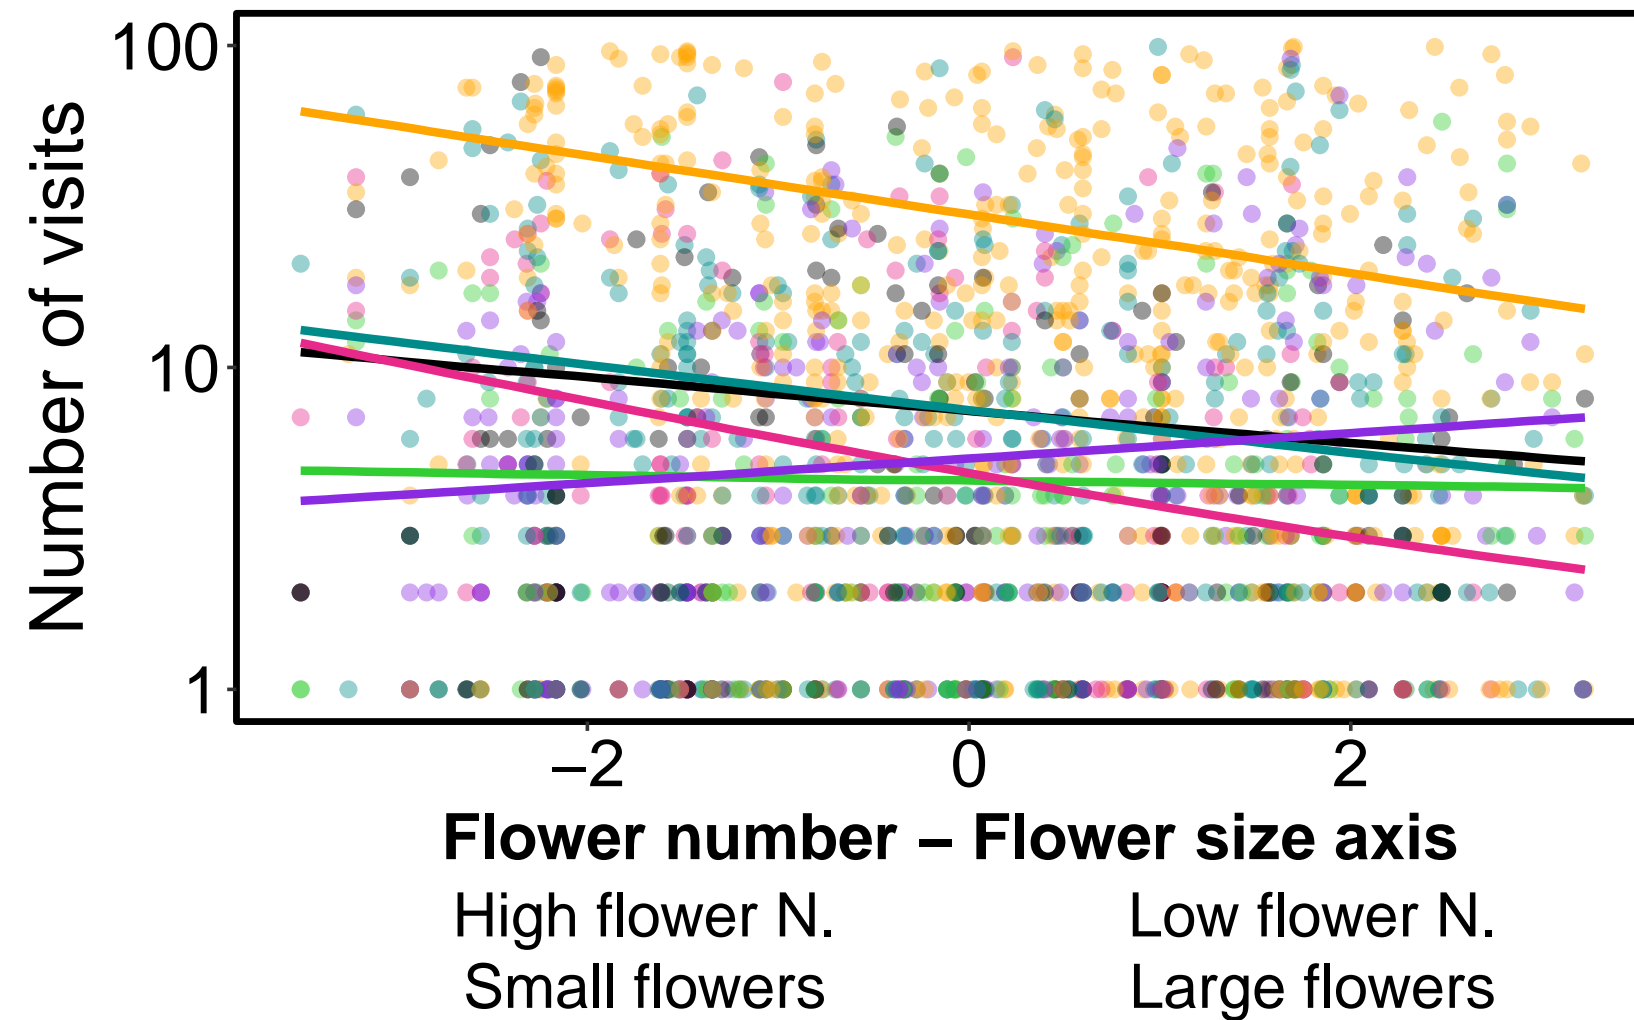 Number of visits
100
10
1
–2 0 2
Flower number – Flower size axis
High flower N. Low flower N.
Small flowers Large flowers